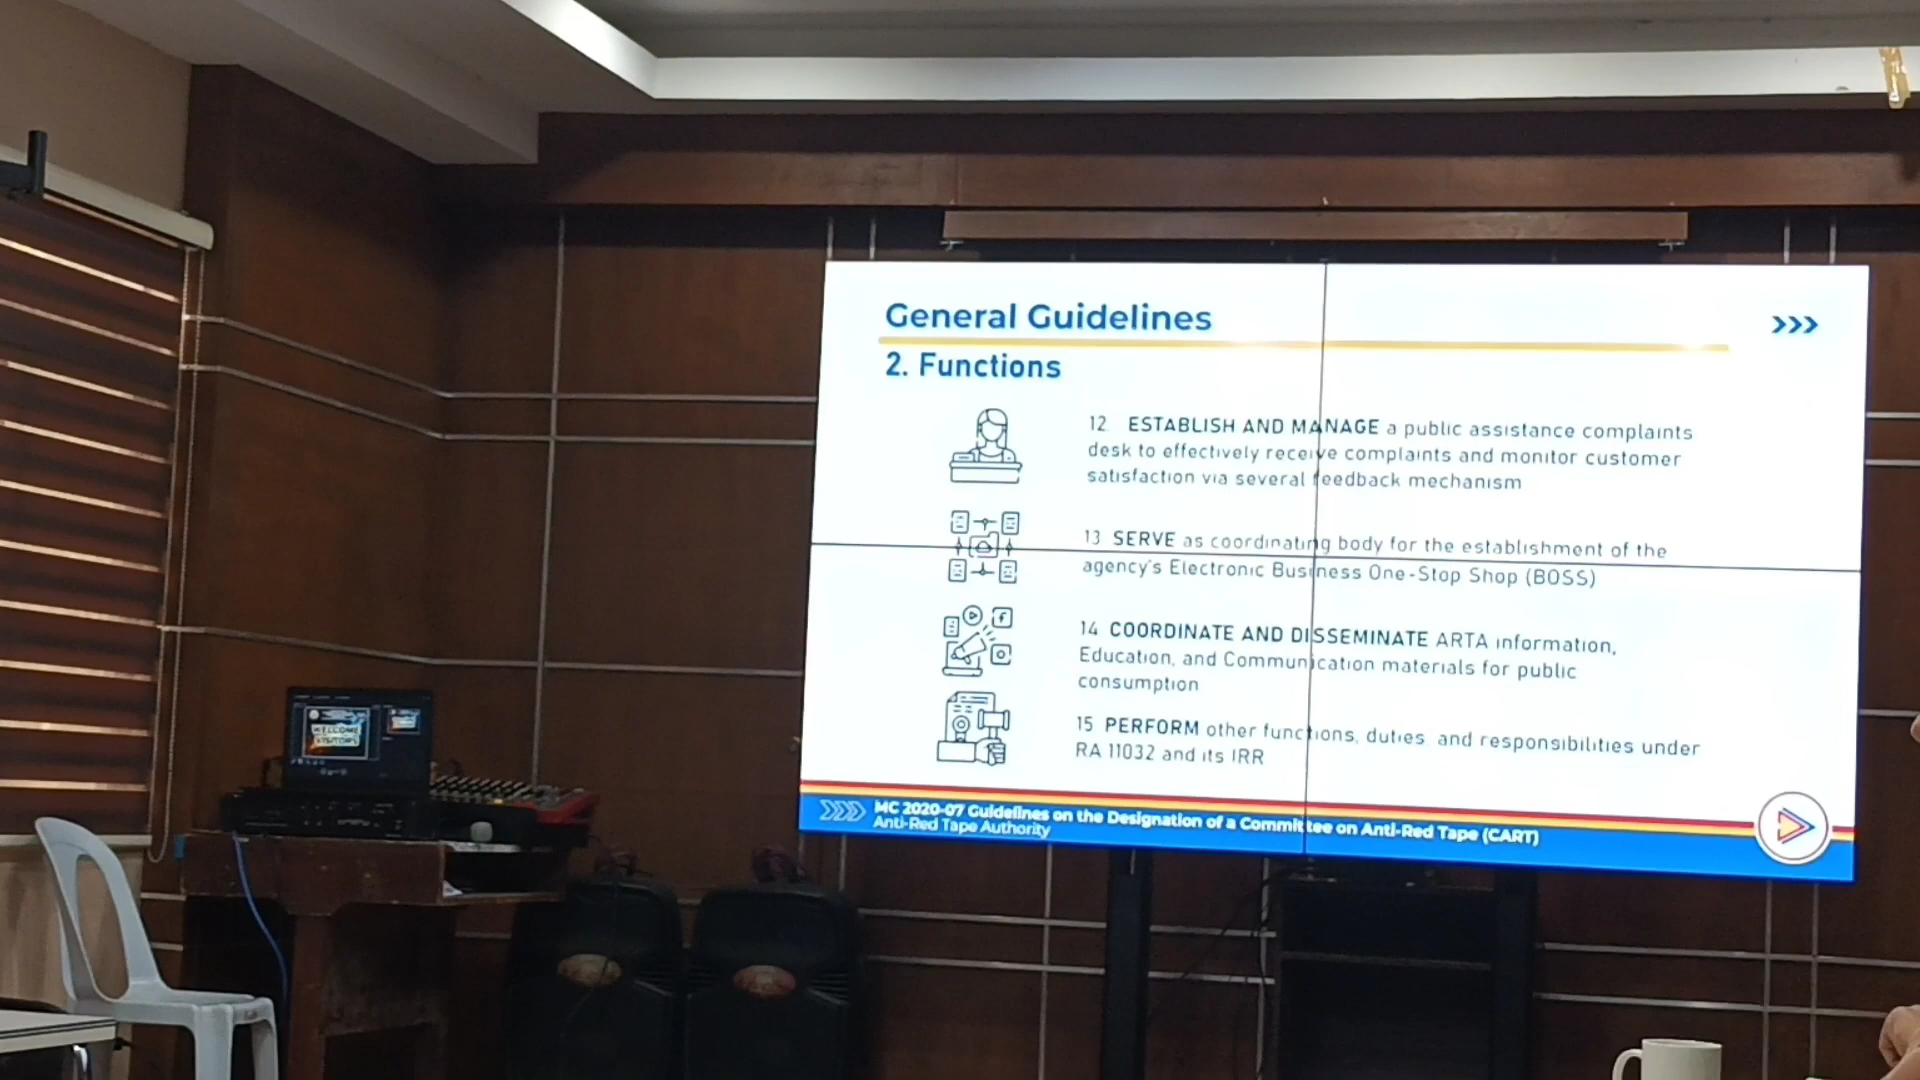 General Guidelines
2. Functions
12 ESTABLISH AND MANAGE a public assistance complaints
desk to effectively receive complaints and monitor customer
satisfaction via several feedback mechanism
13 SERVE as coordinating body for the establishment of the
agency's Electronic Business One-Stop Shop (BOSS)
14 COORDINATE AND DISSEMINATE ARTA information,
Education, and Communication materials for public
consumption
15 PERFORM other functions, duties and responsibilities under
RA 11032 and its IRR
MC 2020-07 Guidelines on the Designation of a Committee on Anti-Red Tape (CART)
Anti-Red Tape Authority
WELCOME
VISITORS